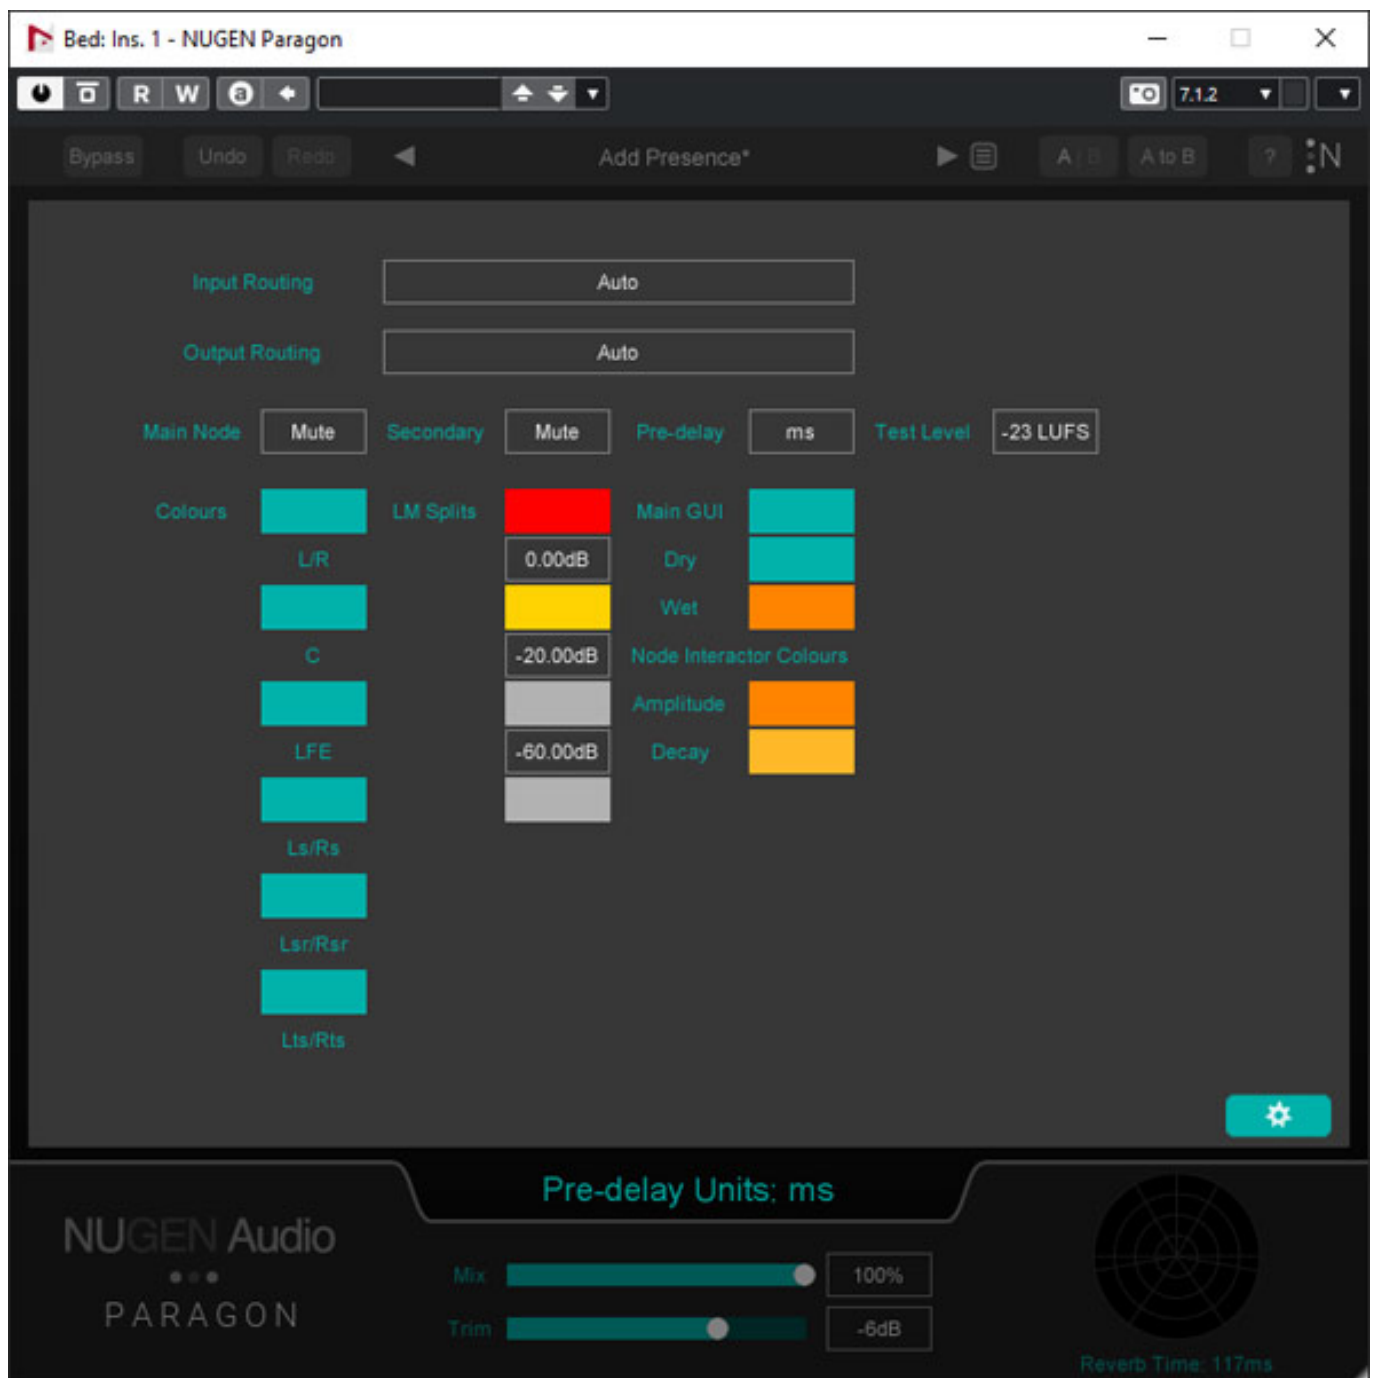 Bed: Ins. 1 - NUGEN Paragon
R W a 7.1.2
Bypass Undo Redo Add Presence* A | B A to B ? N
Input Routing Auto
Output Routing Auto
Main Node Mute Secondary Mute Pre-delay ms Test Level -23 LUFS
Colours LM Splits Main GUI
L/R 0.00dB Dry
Wet
C -20.00dB Node Interactor Colours
Amplitude
LFE -60.00dB Decay
Ls/Rs
Lsr/Rsr
Lts/Rts
Pre-delay Units: ms
NUGEN Audio
PARAGON
Mix 100%
Trim -6dB
Reverb Time: 117ms